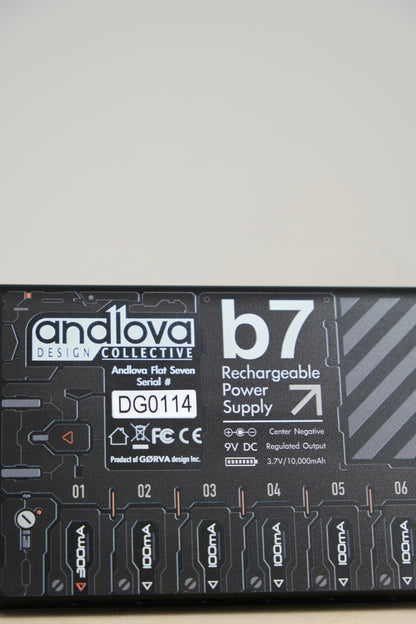 andlova
DESIGN COLLECTIVE
Andlova Flat Seven
Serial #
DG0114
FC CE
Product of GØRVA design Inc.
b7
Rechargeable
Power
Supply
Center Negative
9V DC Regulated Output
3.7V/10,000mAh
01 02 03 04 05 06
300mA 100mA 100mA 100mA 100mA 100mA